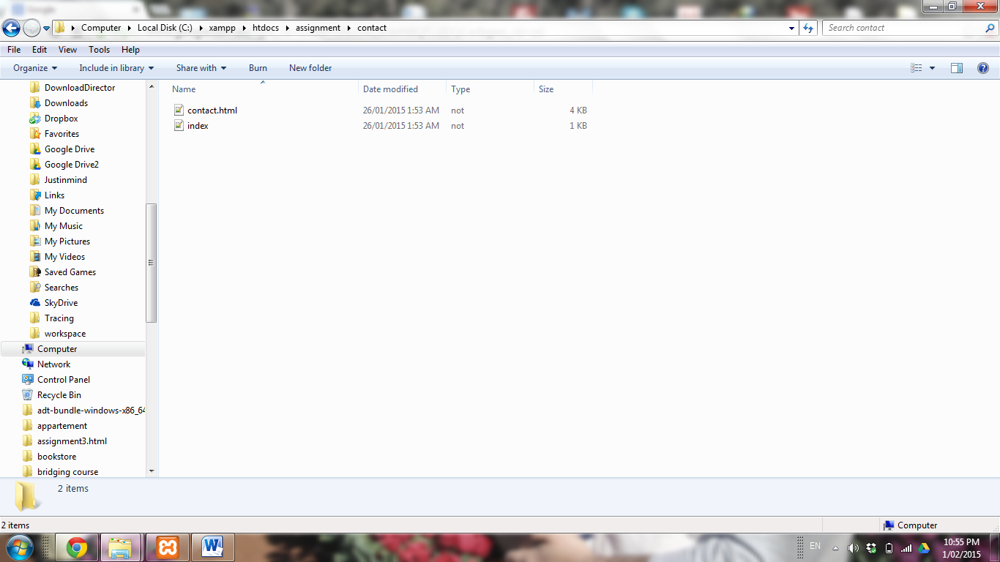 Computer Local Disk (C:) xampp htdocs assignment contact
Search contact
File Edit View Tools Help
Organize Include in library Share with Burn New folder
Name Date modified Type Size
contact.html 26/01/2015 1:53 AM not 4 KB
index 26/01/2015 1:53 AM not 1 KB
DownloadDirector
Downloads
Dropbox
Favorites
Google Drive
Google Drive2
Justinmind
Links
My Documents
My Music
My Pictures
My Videos
Saved Games
Searches
SkyDrive
Tracing
workspace
Computer
Network
Control Panel
Recycle Bin
adt-bundle-windows-x86_64
appartement
assignment3.html
bookstore
bridging course
2 items
2 items Computer
EN 10:55 PM
1/02/2015